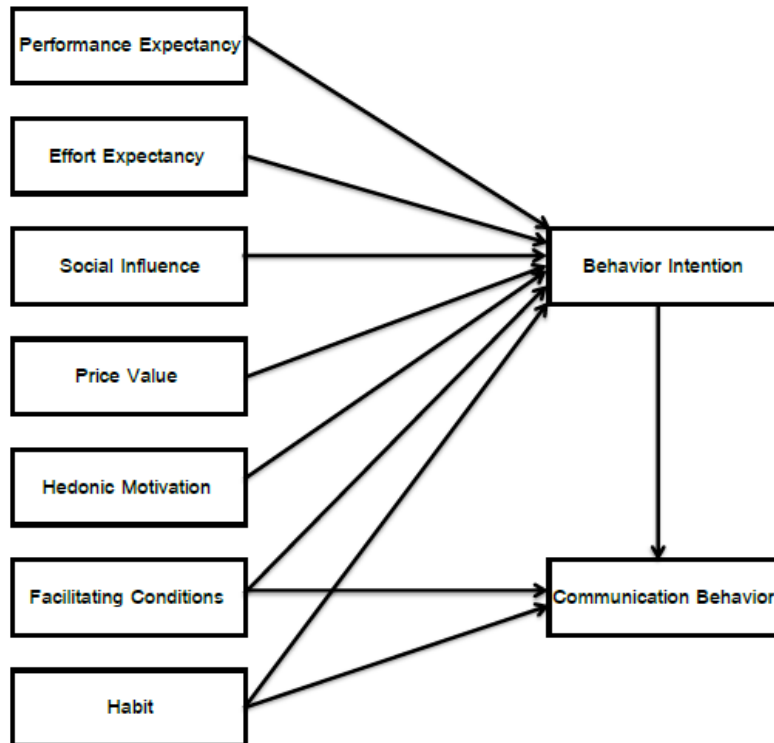 Performance Expectancy
Effort Expectancy
Social Influence
Behavior Intention
Price Value
Hedonic Motivation
Facilitating Conditions
Communication Behavior
Habit